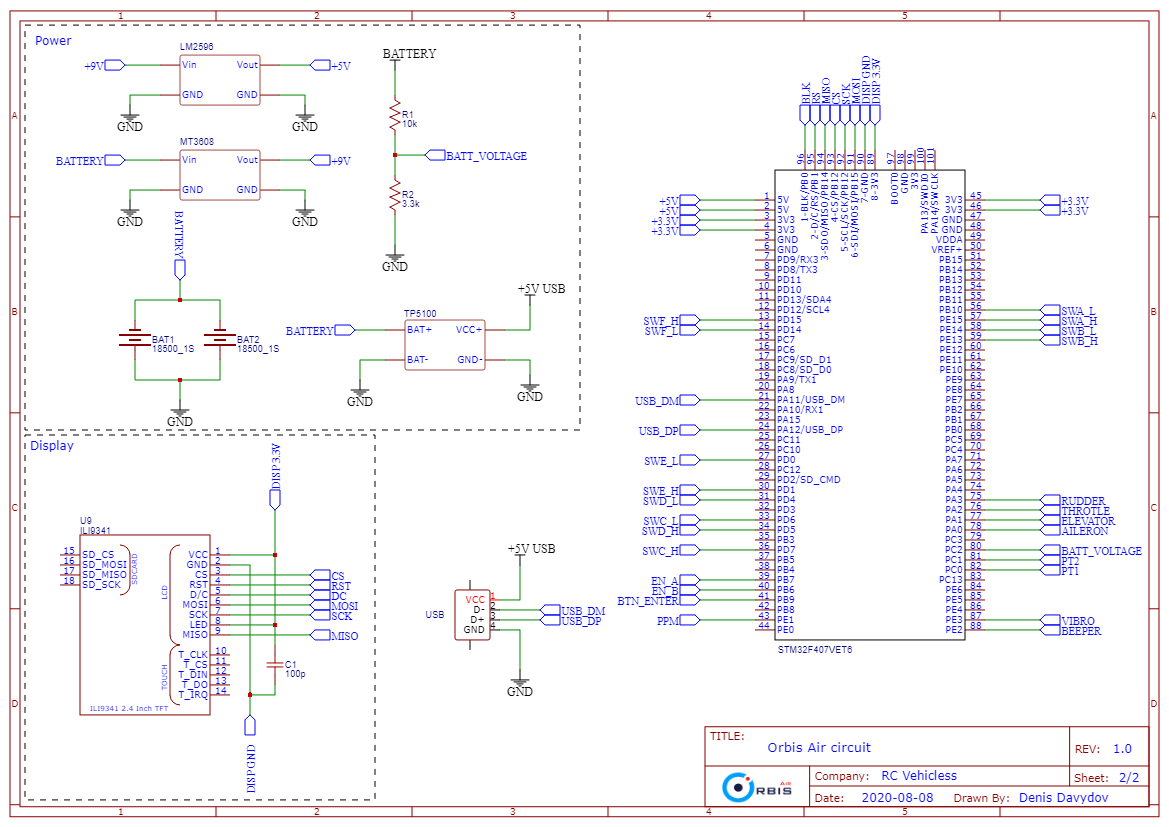 1 2 3 4 5
A B C D
A B C D
1 2 3 4 5
Power
LM2596
+9V Vin Vout +5V
GND GND
GND GND
MT3608
BATTERY Vin Vout +9V
GND GND
GND GND
BATTERY
R1
10k
BATT_VOLTAGE
R2
3.3k
GND
BATTERY
BAT1
18500_1S
BAT2
18500_1S
GND
+5V USB
TP5100
BATTERY BAT+ VCC+
BAT- GND-
GND GND
Display
DISP 3.3V
U9
ILI9341
15 SD_CS
16 SD_MOSI
17 SD_MISO
18 SD_SCK
SDCARD
LCD
VCC 1
GND 2
CS 3 CS
RST 4 RST
D/C 5 DC
MOSI 6 MOSI
SCK 7 SCK
LED 8
MISO 9 MISO
TOUCH
T_CLK 10
T_CS 11
T_DIN 12
T_DO 13
T_IRQ 14
C1
100p
ILI9341 2.4 Inch TFT
DISP GND
+5V USB
USB
VCC 1
D- 2 USB_DM
D+ 3 USB_DP
GND 4
GND
BLK
RS
MISO
CS
SCK
MOSI
DISP GND
DISP 3.3V
96 95 94 93 92 91 90 89 97 98 99 100 101
1-BLK/PB0
2-D/C/RS/PB1
3-SDO/MISO/PB14
4-CS/PB12
5-SCL/SCK/PB12
6-SDI/MOSI/PB15
7-GND
8-3V3
BOOT0
GND
3V3
PA13/SWDIO
PA14/SWCLK
+5V 1 5V
+5V 2 5V
+3.3V 3 3V3
+3.3V 4 3V3
5 GND
6 GND
7 PD9/RX3
8 PD8/TX3
9 PD11
10 PD10
11 PD13/SDA4
12 PD12/SCL4
SWF_H 13 PD15
SWF_L 14 PD14
15 PC7
16 PC6
17 PC9/SD_D1
18 PC8/SD_D0
19 PA9/TX1
20 PA8
USB_DM 21 PA11/USB_DM
22 PA10/RX1
23 PA15
USB_DP 24 PA12/USB_DP
25 PC11
26 PC10
SWE_L 27 PD0
28 PC12
29 PD2/SD_CMD
SWE_H 30 PD1
SWD_L 31 PD4
32 PD3
SWC_L 33 PD6
SWD_H 34 PD5
35 PB3
SWC_H 36 PD7
37 PB5
38 PB4
EN_A 39 PB7
EN_B 40 PB6
BTN_ENTER 41 PB9
42 PB8
PPM 43 PE1
44 PE0
3V3 45 +3.3V
3V3 46 +3.3V
GND 47
GND 48
VDDA 49
VREF+ 50
PB15 51
PB14 52
PB13 53
PB12 54
PB11 55
PB10 56 SWA_L
PE15 57 SWA_H
PE14 58 SWB_L
PE13 59 SWB_H
PE12 60
PE11 61
PE10 62
PE9 63
PE8 64
PE7 65
PB2 66
PB1 67
PB0 68
PC5 69
PC4 70
PA7 71
PA6 72
PA5 73
PA4 74
PA3 75 RUDDER
PA2 76 THROTLE
PA1 77 ELEVATOR
PA0 78 AILERON
PC3 79
PC2 80 BATT_VOLTAGE
PC1 81 PT2
PC0 82 PT1
PC13 83
PE6 84
PE5 85
PE4 86
PE3 87 VIBRO
PE2 88 BEEPER
STM32F407VET6
TITLE:
Orbis Air circuit
REV: 1.0
ORBIS AIR
Company: RC Vehicless
Sheet: 2/2
Date: 2020-08-08 Drawn By: Denis Davydov